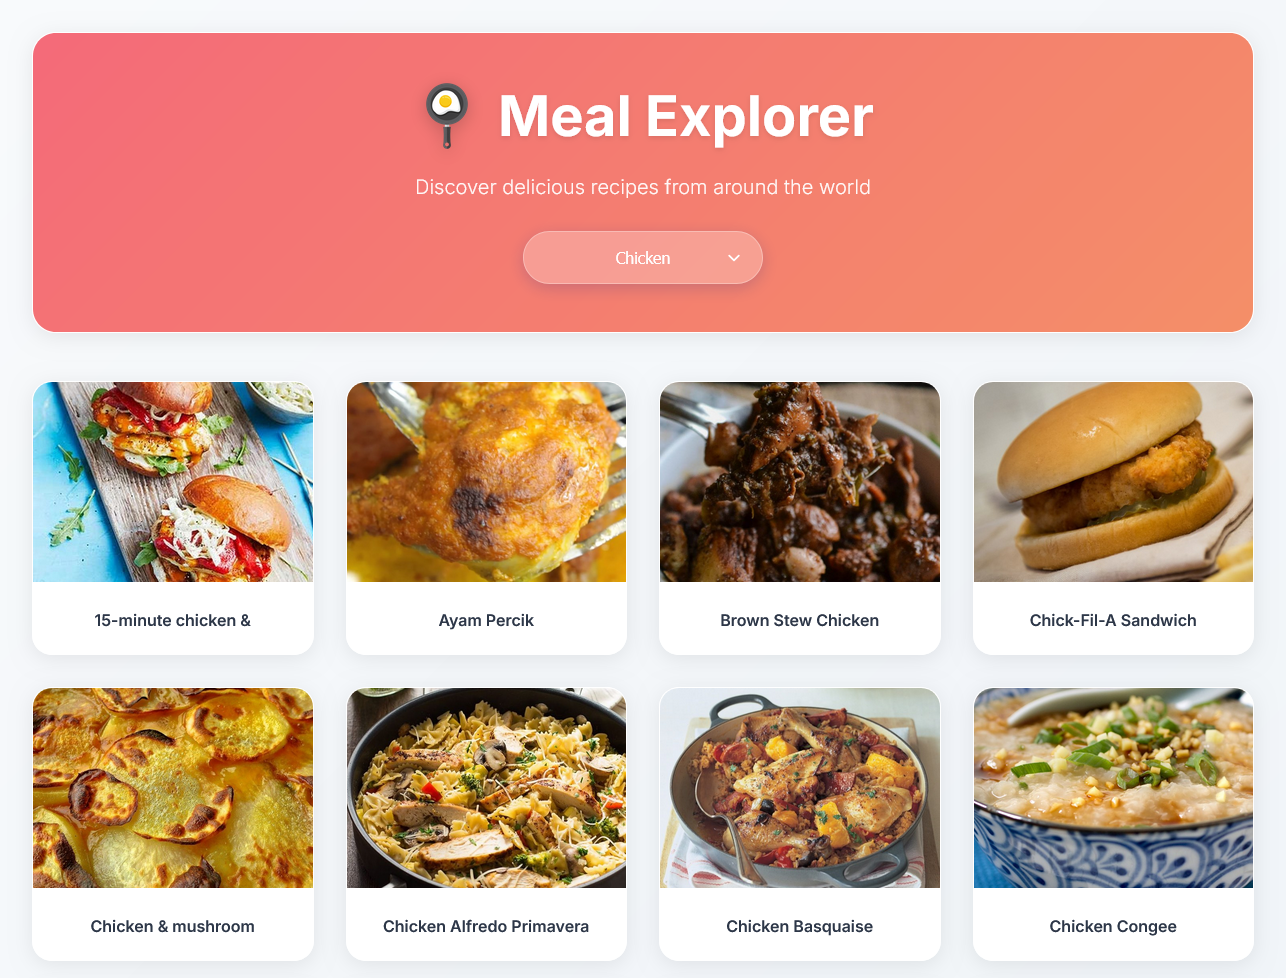 Meal Explorer
Discover delicious recipes from around the world
Chicken
15-minute chicken &
Ayam Percik
Brown Stew Chicken
Chick-Fil-A Sandwich
Chicken & mushroom
Chicken Alfredo Primavera
Chicken Basquaise
Chicken Congee